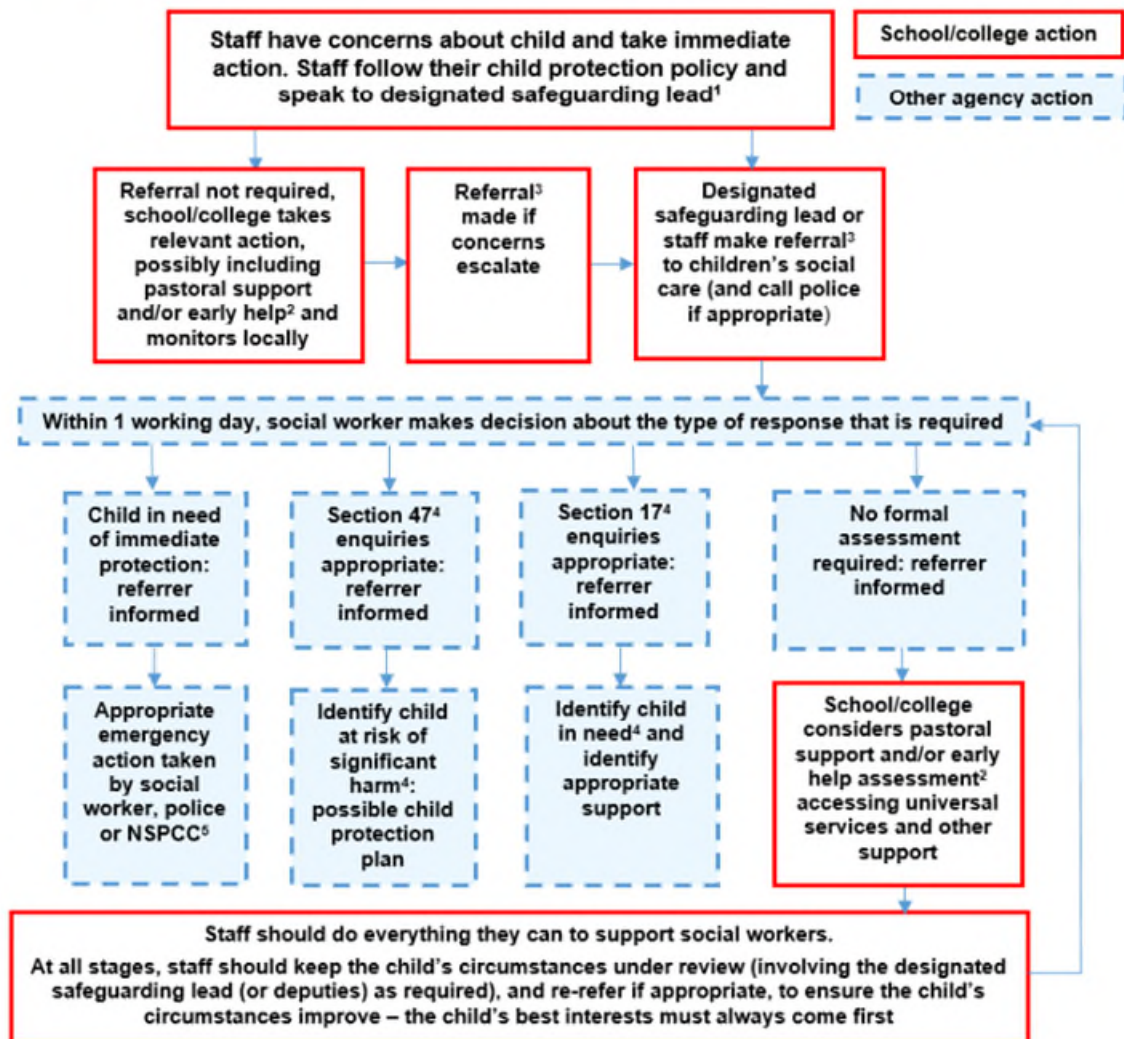 Staff have concerns about child and take immediate
action. Staff follow their child protection policy and
speak to designated safeguarding lead¹
School/college action
Other agency action
Referral not required,
school/college takes
relevant action,
possibly including
pastoral support
and/or early help² and
monitors locally
Referral³
made if
concerns
escalate
Designated
safeguarding lead or
staff make referral³
to children’s social
care (and call police
if appropriate)
Within 1 working day, social worker makes decision about the type of response that is required
Child in need
of immediate
protection:
referrer
informed
Section 47⁴
enquiries
appropriate:
referrer
informed
Section 17⁴
enquiries
appropriate:
referrer
informed
No formal
assessment
required: referrer
informed
Appropriate
emergency
action taken
by social
worker, police
or NSPCC⁵
Identify child
at risk of
significant
harm⁴:
possible child
protection
plan
Identify child
in need⁴ and
identify
appropriate
support
School/college
considers pastoral
support and/or early
help assessment²
accessing universal
services and other
support
Staff should do everything they can to support social workers.
At all stages, staff should keep the child’s circumstances under review (involving the designated
safeguarding lead (or deputies) as required), and re-refer if appropriate, to ensure the child’s
circumstances improve – the child’s best interests must always come first